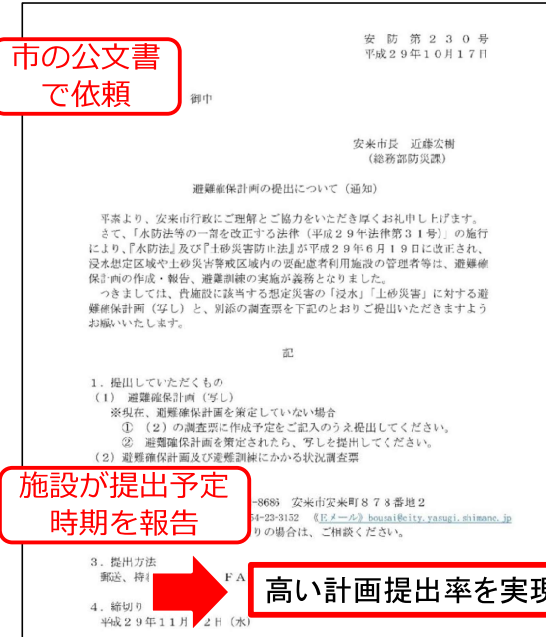 安 防 第 2 3 0 号
平成29年10月17日
市の公文書
で依頼
御中
安来市長 近藤宏樹
(総務部防災課)
避難確保計画の提出について(通知)
平素より、安来市行政にご理解とご協力をいただき厚くお礼申し上げます。
さて、「水防法等の一部を改正する法律(平成29年法律第31号)」の施行
により、『水防法』及び『土砂災害防止法』が平成29年6月19日に改正され、
浸水想定区域や土砂災害警戒区域内の要配慮者利用施設の管理者等は、避難確
保計画の作成・報告、避難訓練の実施が義務となりました。
つきましては、貴施設に該当する想定災害の「浸水」「土砂災害」に対する避
難確保計画(写し)と、別添の調査票を下記のとおりご提出いただきますよう
お願いいたします。
記
1.提出していただくもの
(1) 避難確保計画(写し)
※現在、避難確保計画を策定していない場合
① (2)の調査票に作成予定をご記入のうえ提出してください。
② 避難確保計画を策定されたら、写しを提出してください。
(2)避難確保計画及び避難訓練にかかる状況調査票
施設が提出予定
時期を報告
-8686 安来市安来町878番地2
54-23-3152 《Eメール》bousai@city.yasugi.shimane.jp
りの場合は、ご相談ください。
3.提出方法
郵送、持 FA
高い計画提出率を実現
4.締切り
平成29年11月 2日(水)